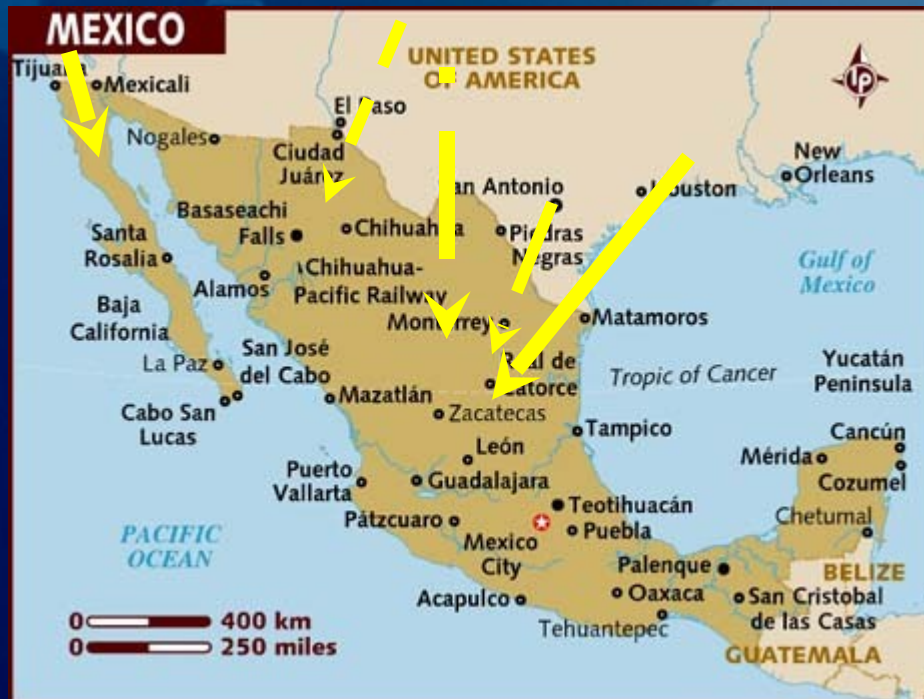 MEXICO
UNITED STATES
OF AMERICA
LP
Tijuana
Mexicali
El Paso
Nogales
Ciudad
Juárez
New
Orleans
San Antonio
Houston
Basaseachi
Falls
Chihuahua
Piedras
Negras
Santa
Rosalia
Gulf of
Mexico
Chihuahua-
Pacific Railway
Alamos
Baja
California
Monterrey
Matamoros
La Paz
San José
del Cabo
Real de
Catorce
Tropic of Cancer
Yucatán
Peninsula
Mazatlán
Cabo San
Lucas
Zacatecas
Tampico
Cancún
León
Mérida
Puerto
Vallarta
Guadalajara
Cozumel
Teotihuacán
Chetumal
PACIFIC
OCEAN
Pátzcuaro
Puebla
Mexico
City
Palenque
BELIZE
Acapulco
Oaxaca
San Cristobal
de las Casas
0 400 km
0 250 miles
Tehuantepec
GUATEMALA